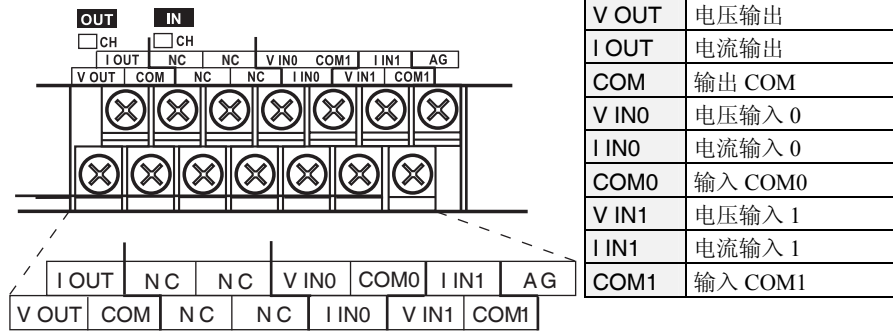 OUT IN
CH CH
I OUT NC NC V IN0 COM1 I IN1 AG
V OUT COM NC NC I IN0 V IN1 COM1
I OUT N C N C V IN0 COM0 I IN1 A G
V OUT COM N C N C I IN0 V IN1 COM1
V OUT 电压输出
I OUT 电流输出
COM 输出 COM
V IN0 电压输入 0
I IN0 电流输入 0
COM0 输入 COM0
V IN1 电压输入 1
I IN1 电流输入 1
COM1 输入 COM1